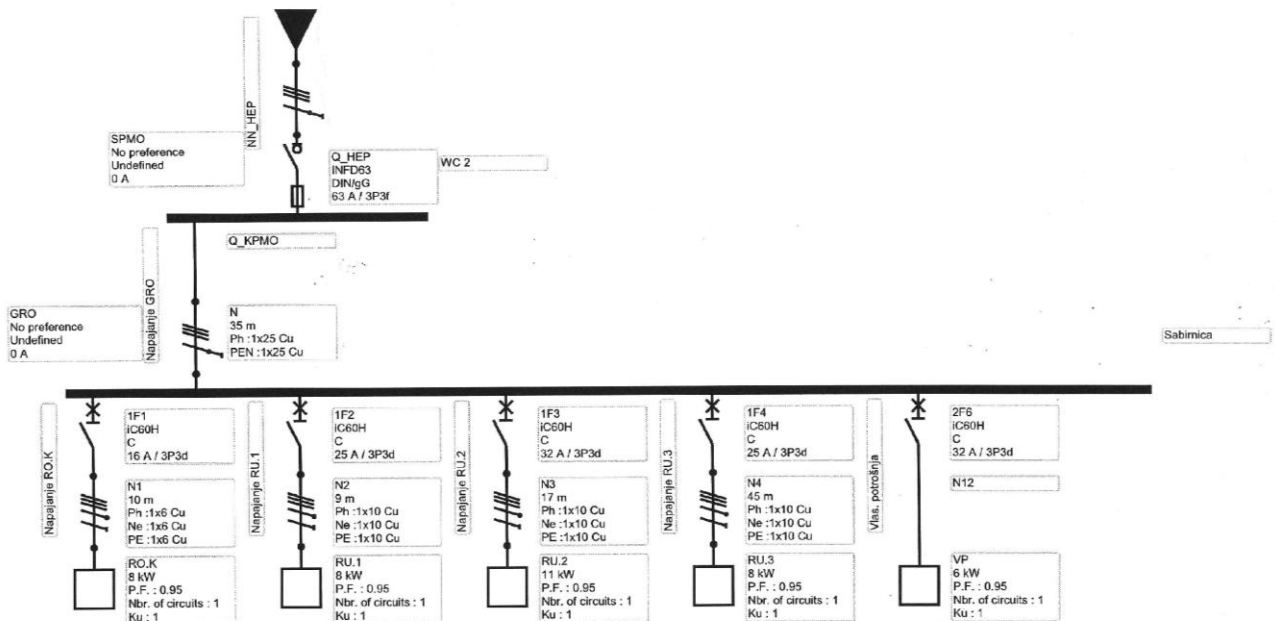 NN_HEP
SPMO
No preference
Undefined
0 A
Q_HEP
INFD63
DIN/gG
63 A / 3P3f
WC 2
Q_KPMO
Napajanje GRO
GRO
No preference
Undefined
0 A
N
35 m
Ph :1x25 Cu
PEN :1x25 Cu
Sabirnica
Napajanje RO.K
1F1
iC60H
C
16 A / 3P3d
N1
10 m
Ph :1x6 Cu
Ne :1x6 Cu
PE :1x6 Cu
RO.K
8 kW
P.F. : 0.95
Nbr. of circuits : 1
Ku : 1
Napajanje RU.1
1F2
iC60H
C
25 A / 3P3d
N2
9 m
Ph :1x10 Cu
Ne :1x10 Cu
PE :1x10 Cu
RU.1
8 kW
P.F. : 0.95
Nbr. of circuits : 1
Ku : 1
Napajanje RU.2
1F3
iC60H
C
32 A / 3P3d
N3
17 m
Ph :1x10 Cu
Ne :1x10 Cu
PE :1x10 Cu
RU.2
11 kW
P.F. : 0.95
Nbr. of circuits : 1
Ku : 1
Napajanje RU.3
1F4
iC60H
C
25 A / 3P3d
N4
45 m
Ph :1x10 Cu
Ne :1x10 Cu
PE :1x10 Cu
RU.3
8 kW
P.F. : 0.95
Nbr. of circuits : 1
Ku : 1
Vlas. potrošnja
2F6
iC60H
C
32 A / 3P3d
N12
VP
6 kW
P.F. : 0.95
Nbr. of circuits : 1
Ku : 1